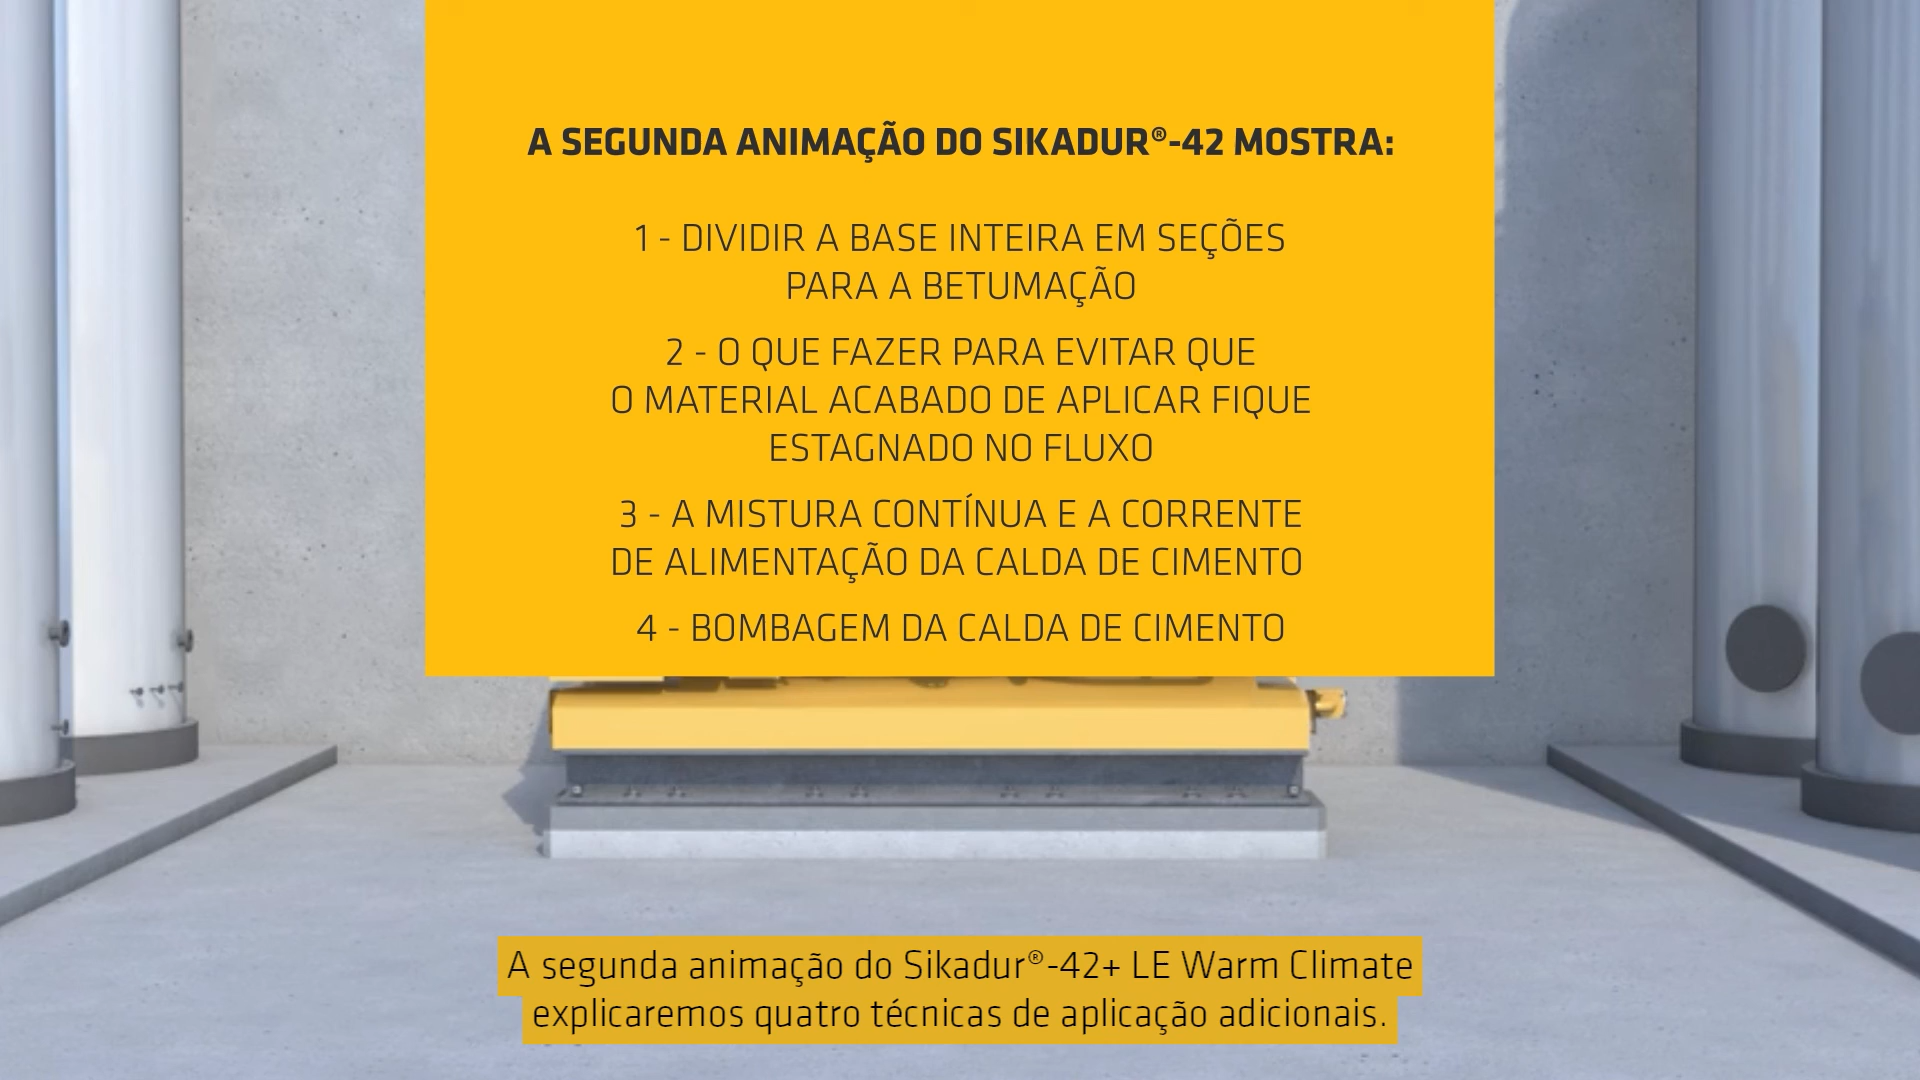 A SEGUNDA ANIMAÇÃO DO SIKADUR®-42 MOSTRA:
1 - DIVIDIR A BASE INTEIRA EM SEÇÕES
PARA A BETUMAÇÃO
2 - O QUE FAZER PARA EVITAR QUE
O MATERIAL ACABADO DE APLICAR FIQUE
ESTAGNADO NO FLUXO
3 - A MISTURA CONTÍNUA E A CORRENTE
DE ALIMENTAÇÃO DA CALDA DE CIMENTO
4 - BOMBAGEM DA CALDA DE CIMENTO
A segunda animação do Sikadur®-42+ LE Warm Climate
explicaremos quatro técnicas de aplicação adicionais.